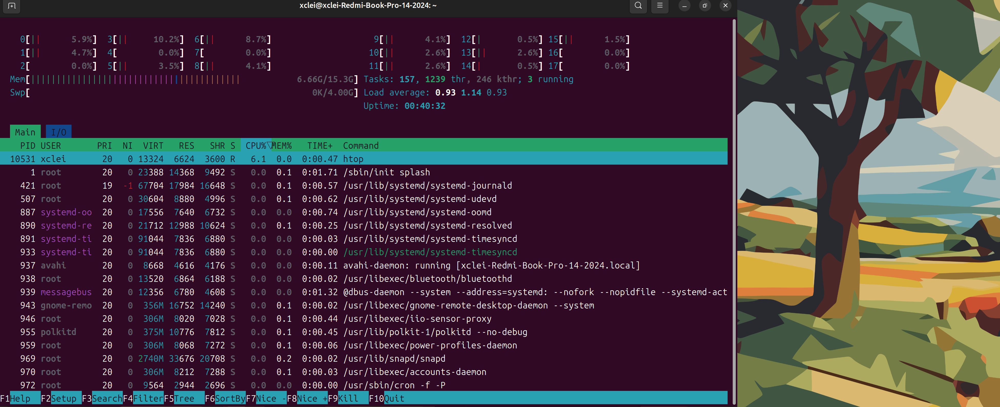 xclei@xclei-Redmi-Book-Pro-14-2024: ~
0[|| 5.9%] 3[|| 10.2%] 6[|| 8.7%] 9[|| 4.1%] 12[| 0.5%] 15[|| 1.5%]
1[|| 4.7%] 4[ 0.0%] 7[ 0.0%] 10[|| 2.6%] 13[|| 2.6%] 16[ 0.0%]
2[ 0.0%] 5[|| 3.5%] 8[|| 4.1%] 11[|| 2.6%] 14[| 0.5%] 17[ 0.0%]
Mem[||||||||||||||||||||||||||||||||||||||||| 6.66G/15.3G] Tasks: 157, 1239 thr, 246 kthr; 3 running
Swp[ 0K/4.00G] Load average: 0.93 1.14 0.93
Uptime: 00:40:32
Main I/O
PID USER PRI NI VIRT RES SHR S CPU%▽MEM% TIME+ Command
10531 xclei 20 0 13324 6624 3600 R 6.1 0.0 0:00.47 htop
1 root 20 0 23388 14368 9492 S 0.0 0.1 0:01.71 /sbin/init splash
421 root 19 -1 67704 17984 16648 S 0.0 0.1 0:00.57 /usr/lib/systemd/systemd-journald
507 root 20 0 30604 8880 4996 S 0.0 0.1 0:00.62 /usr/lib/systemd/systemd-udevd
887 systemd-oo 20 0 17556 7640 6732 S 0.0 0.0 0:00.74 /usr/lib/systemd/systemd-oomd
890 systemd-re 20 0 21712 12988 10624 S 0.0 0.1 0:00.25 /usr/lib/systemd/systemd-resolved
891 systemd-ti 20 0 91044 7836 6880 S 0.0 0.0 0:00.03 /usr/lib/systemd/systemd-timesyncd
933 systemd-ti 20 0 91044 7836 6880 S 0.0 0.0 0:00.00 /usr/lib/systemd/systemd-timesyncd
937 avahi 20 0 8668 4616 4176 S 0.0 0.0 0:00.11 avahi-daemon: running [xclei-Redmi-Book-Pro-14-2024.local]
938 root 20 0 13520 6864 6188 S 0.0 0.0 0:00.02 /usr/libexec/bluetooth/bluetoothd
939 messagebus 20 0 12356 6780 4608 S 0.0 0.0 0:01.32 @dbus-daemon --system --address=systemd: --nofork --nopidfile --systemd-act
943 gnome-remo 20 0 356M 16752 14240 S 0.0 0.1 0:00.02 /usr/libexec/gnome-remote-desktop-daemon --system
946 root 20 0 306M 8020 7028 S 0.0 0.1 0:00.44 /usr/libexec/iio-sensor-proxy
955 polkitd 20 0 375M 10776 7812 S 0.0 0.1 0:00.45 /usr/lib/polkit-1/polkitd --no-debug
959 root 20 0 306M 8068 7272 S 0.0 0.1 0:00.06 /usr/libexec/power-profiles-daemon
969 root 20 0 2740M 33676 20708 S 0.0 0.2 0:00.02 /usr/lib/snapd/snapd
970 root 20 0 306M 8212 7288 S 0.0 0.1 0:00.03 /usr/libexec/accounts-daemon
972 root 20 0 9564 2944 2696 S 0.0 0.0 0:00.00 /usr/sbin/cron -f -P
F1Help F2Setup F3SearchF4FilterF5Tree F6SortByF7Nice -F8Nice +F9Kill F10Quit